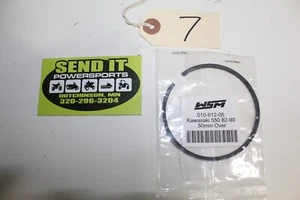 7
SEND IT
POWERSPORTS
HUTCHINSON, MN
320-296-3204
WSM
010-912-05
Kawasaki 550 82-90
.50mm Over